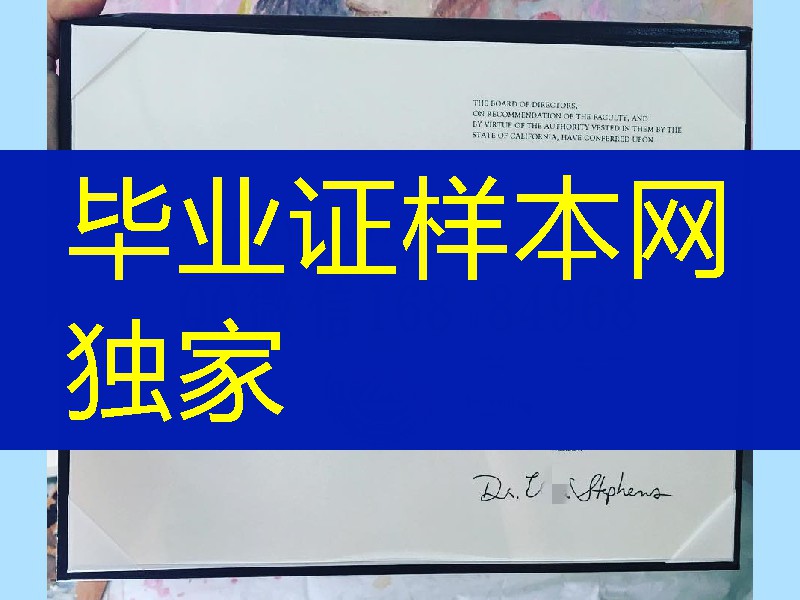 THE BOARD OF DIRECTORS,
ON RECOMMENDATION OF THE FACULTY, AND
BY VIRTUE OF THE AUTHORITY VESTED IN THEM BY THE
STATE OF CALIFORNIA, HAVE CONFERRED UPON
毕业证样本网
独家
Dr. Stephens